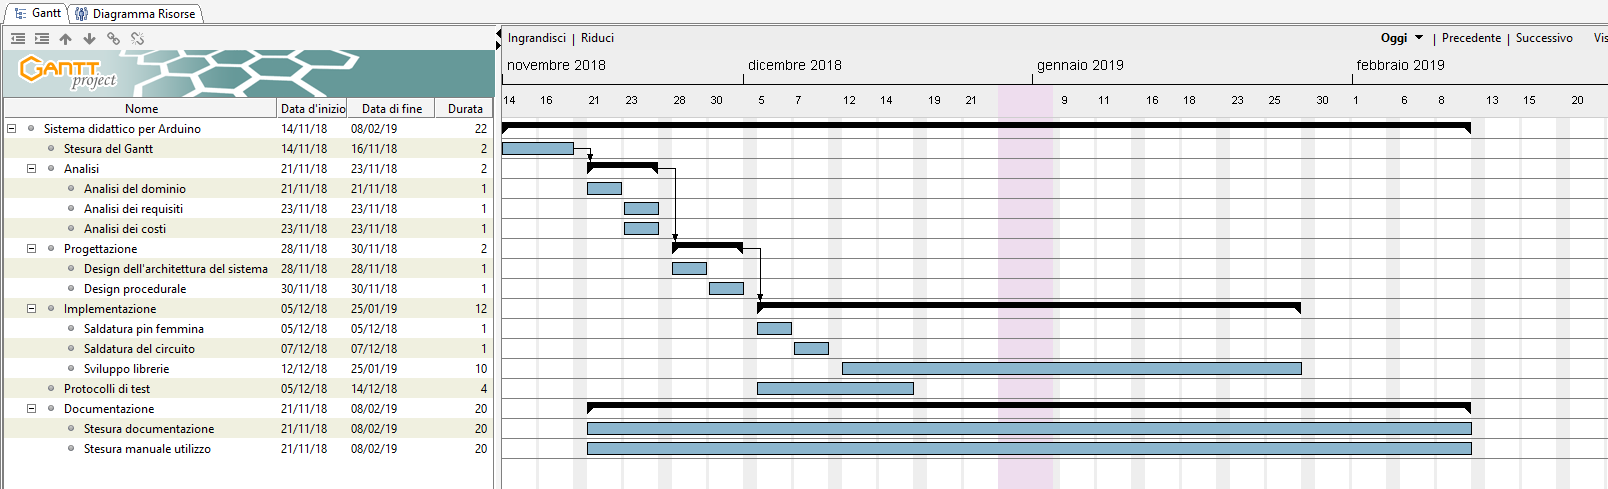 Gantt Diagramma Risorse
Ingrandisci | Riduci Oggi | Precedente | Successivo Vis
GANTT project
novembre 2018 dicembre 2018 gennaio 2019 febbraio 2019
Nome Data d'inizio Data di fine Durata
14 16 21 23 28 30 5 7 12 14 19 21 9 11 16 18 23 25 30 1 6 8 13 15 20
Sistema didattico per Arduino 14/11/18 08/02/19 22
Stesura del Gantt 14/11/18 16/11/18 2
Analisi 21/11/18 23/11/18 2
Analisi del dominio 21/11/18 21/11/18 1
Analisi dei requisiti 23/11/18 23/11/18 1
Analisi dei costi 23/11/18 23/11/18 1
Progettazione 28/11/18 30/11/18 2
Design dell'architettura del sistema 28/11/18 28/11/18 1
Design procedurale 30/11/18 30/11/18 1
Implementazione 05/12/18 25/01/19 12
Saldatura pin femmina 05/12/18 05/12/18 1
Saldatura del circuito 07/12/18 07/12/18 1
Sviluppo librerie 12/12/18 25/01/19 10
Protocolli di test 05/12/18 14/12/18 4
Documentazione 21/11/18 08/02/19 20
Stesura documentazione 21/11/18 08/02/19 20
Stesura manuale utilizzo 21/11/18 08/02/19 20